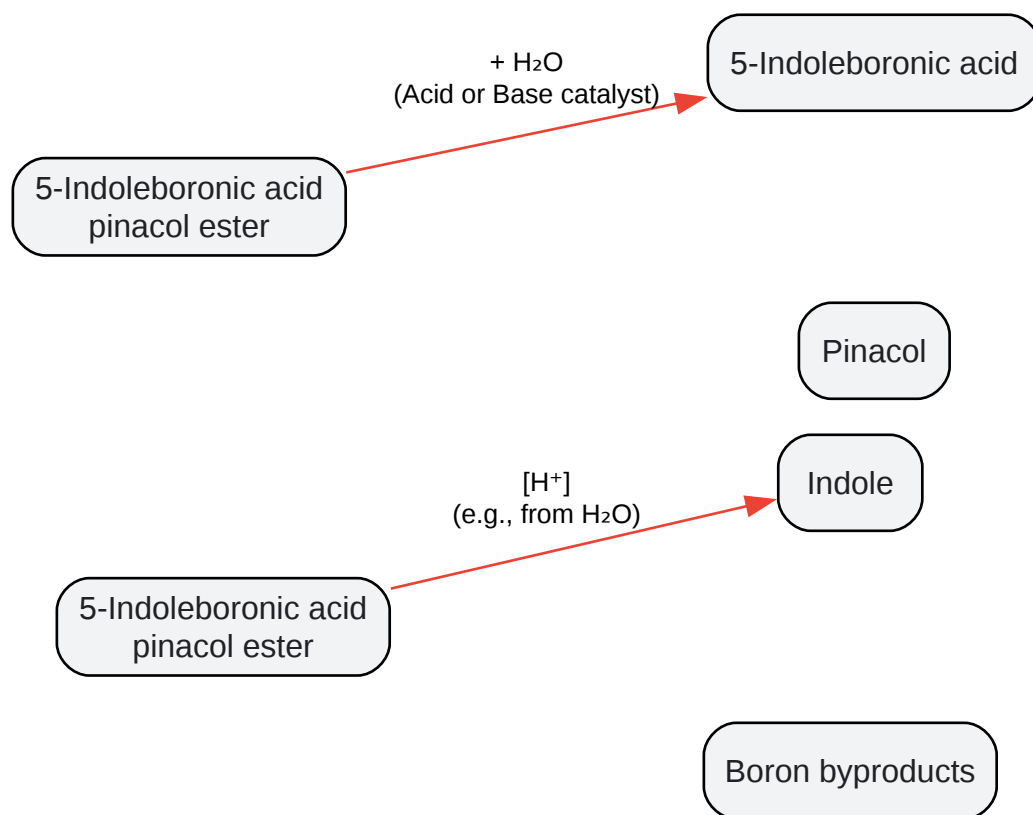 + H₂O
(Acid or Base catalyst)
5-Indoleboronic acid
5-Indoleboronic acid
pinacol ester
Pinacol
[H⁺]
(e.g., from H₂O)
Indole
5-Indoleboronic acid
pinacol ester
Boron byproducts